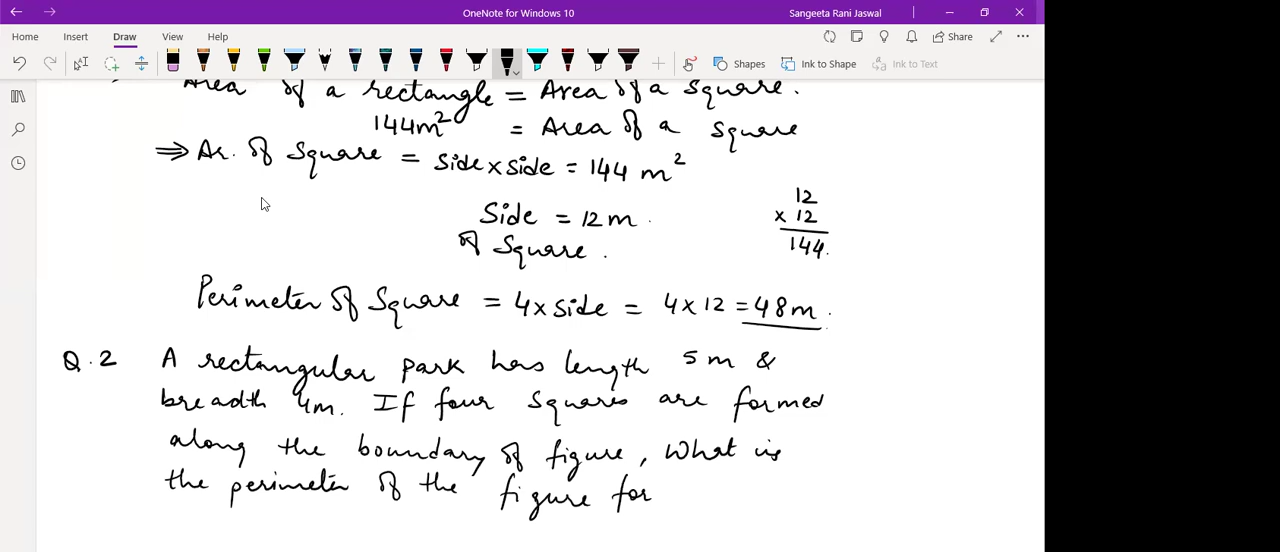 OneNote for Windows 10
Sangeeta Rani Jaswal
Home Insert Draw View Help
Share
Shapes Ink to Shape Ink to Text
Area of a rectangle = Area of a square.
144m² = Area of a square
⇒ Ar. of Square = Side×Side = 144 m²
12
× 12
144.
Side = 12m.
of Square.
Perimeter of Square = 4×Side = 4×12 = 48m.
Q.2 A rectangular park has length 5m &
breadth 4m. If four squares are formed
along the boundary of figure, What is
the perimeter of the figure for